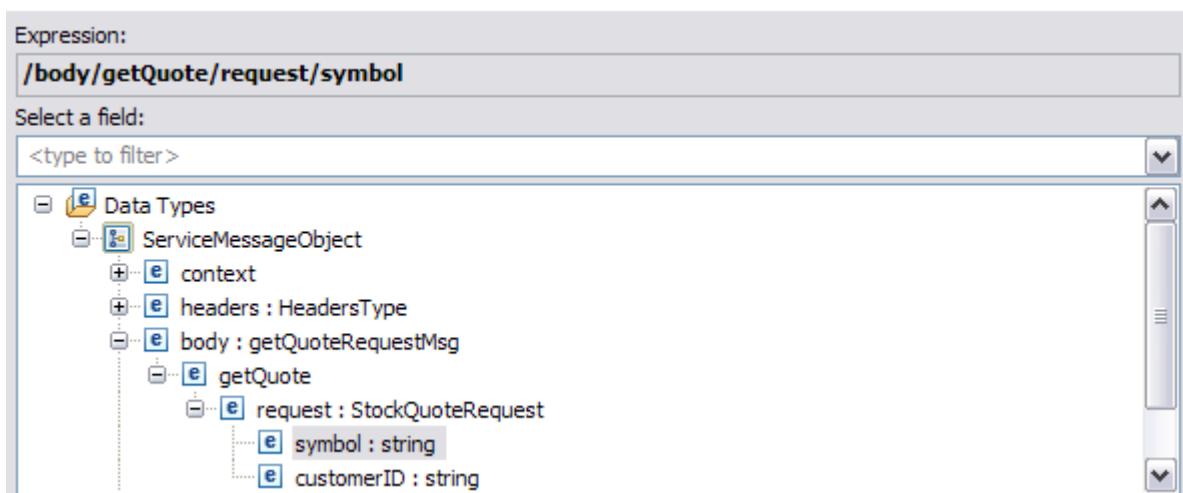 Expression:
/body/getQuote/request/symbol
Select a field:
<type to filter>
Data Types
ServiceMessageObject
context
headers : HeadersType
body : getQuoteRequestMsg
getQuote
request : StockQuoteRequest
symbol : string
customerID : string